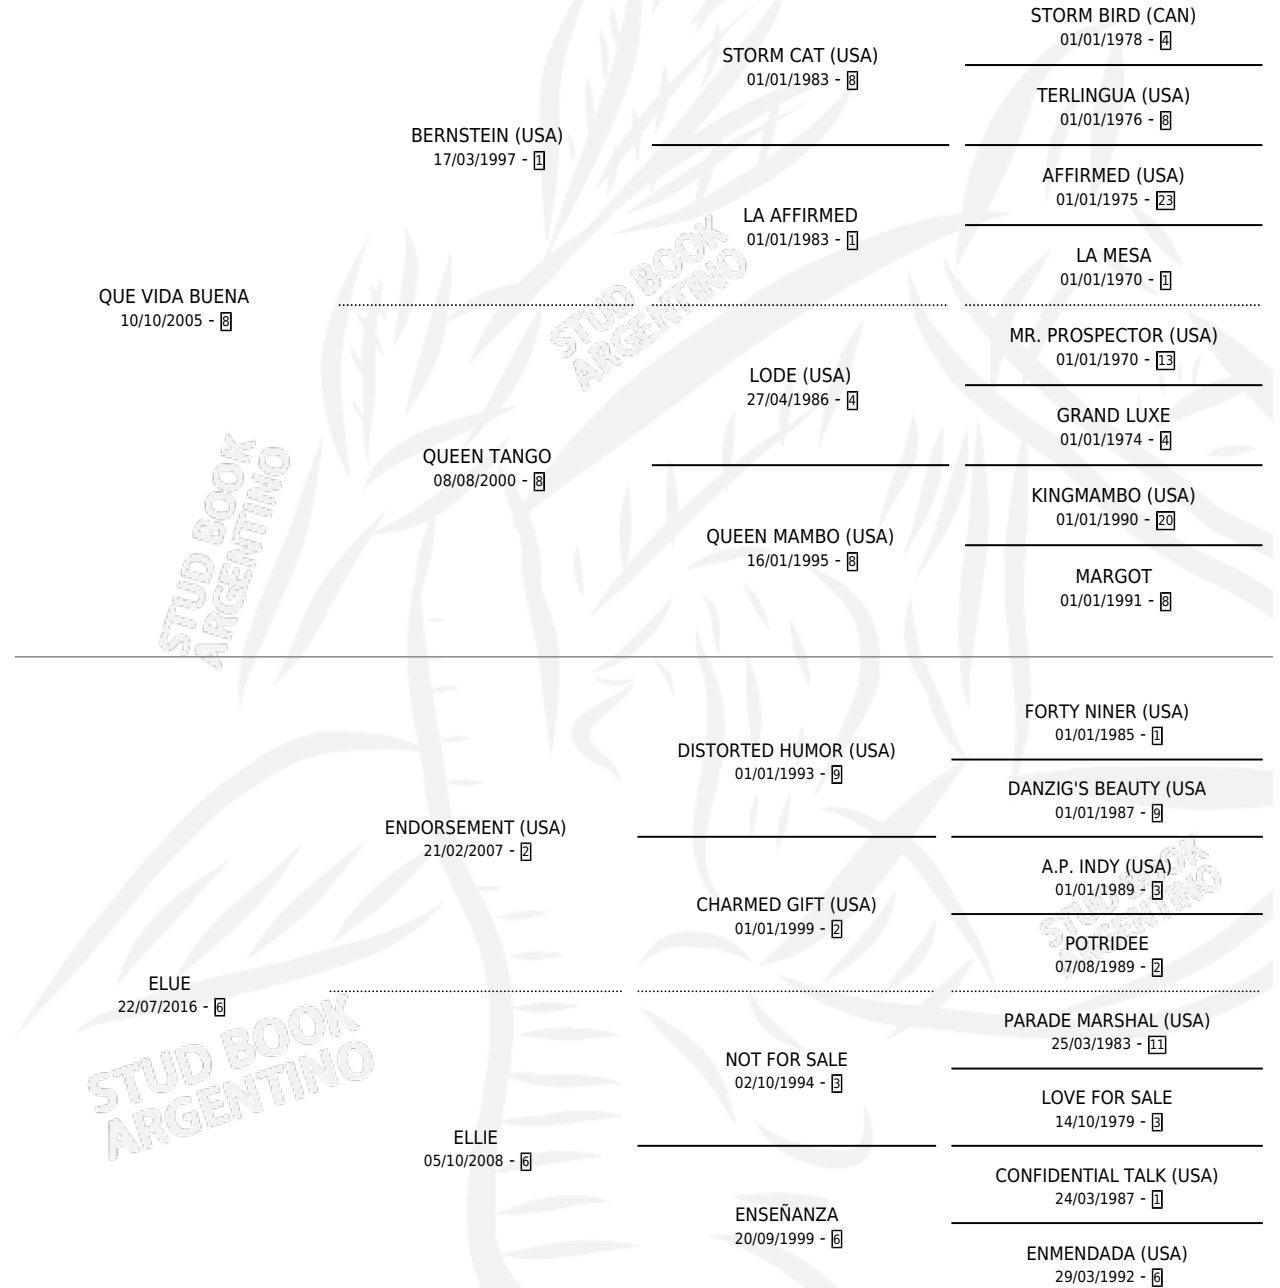 STORM BIRD (CAN)
01/01/1978 - 4
STORM CAT (USA)
01/01/1983 - 8
TERLINGUA (USA)
01/01/1976 - 8
BERNSTEIN (USA)
17/03/1997 - 1
AFFIRMED (USA)
01/01/1975 - 23
LA AFFIRMED
01/01/1983 - 1
LA MESA
01/01/1970 - 1
QUE VIDA BUENA
10/10/2005 - 8
MR. PROSPECTOR (USA)
01/01/1970 - 13
LODE (USA)
27/04/1986 - 4
GRAND LUXE
01/01/1974 - 4
QUEEN TANGO
08/08/2000 - 8
KINGMAMBO (USA)
01/01/1990 - 20
QUEEN MAMBO (USA)
16/01/1995 - 8
MARGOT
01/01/1991 - 8
STUD BOOK
ARGENTINO
STUD BOOK
ARGENTINO
FORTY NINER (USA)
01/01/1985 - 1
DISTORTED HUMOR (USA)
01/01/1993 - 9
DANZIG'S BEAUTY (USA
01/01/1987 - 9
ENDORSEMENT (USA)
21/02/2007 - 2
A.P. INDY (USA)
01/01/1989 - 3
CHARMED GIFT (USA)
01/01/1999 - 2
POTRIDEE
07/08/1989 - 2
STUD BOOK
ARGENTINO
ELUE
22/07/2016 - 6
PARADE MARSHAL (USA)
25/03/1983 - 11
NOT FOR SALE
02/10/1994 - 3
LOVE FOR SALE
14/10/1979 - 3
STUD BOOK
ARGENTINO
ELLIE
05/10/2008 - 6
CONFIDENTIAL TALK (USA)
24/03/1987 - 1
ENSEÑANZA
20/09/1999 - 6
ENMENDADA (USA)
29/03/1992 - 6